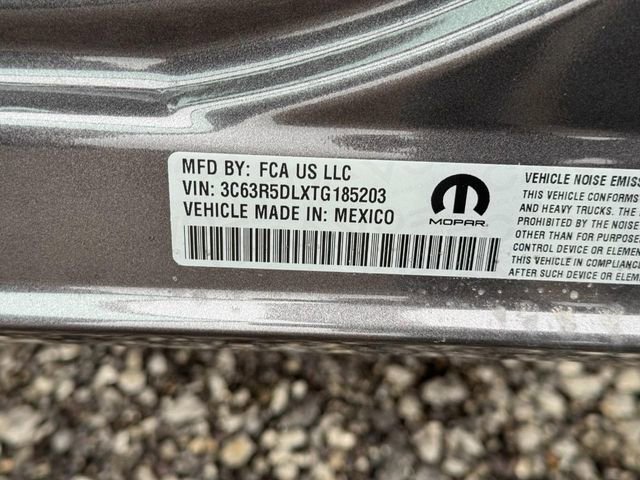 MFD BY: FCA US LLC
VIN: 3C63R5DLXTG185203
VEHICLE MADE IN: MEXICO
MOPAR
VEHICLE NOISE EMISS
THIS VEHICLE CONFORMS
AND HEAVY TRUCKS. THE
PROHIBITED BY THE NOISE
OTHER THAN FOR PURPOSE
CONTROL DEVICE OR ELEMEN
THIS VEHICLE IN COMPLIANC
AFTER SUCH DEVICE OR ELEM